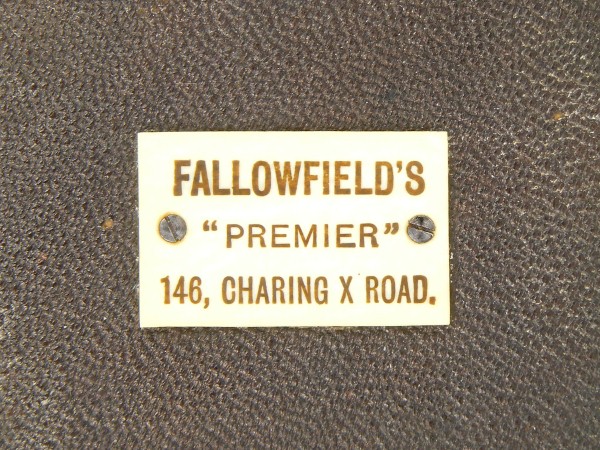 FALLOWFIELD'S
“PREMIER”
146, CHARING X ROAD.